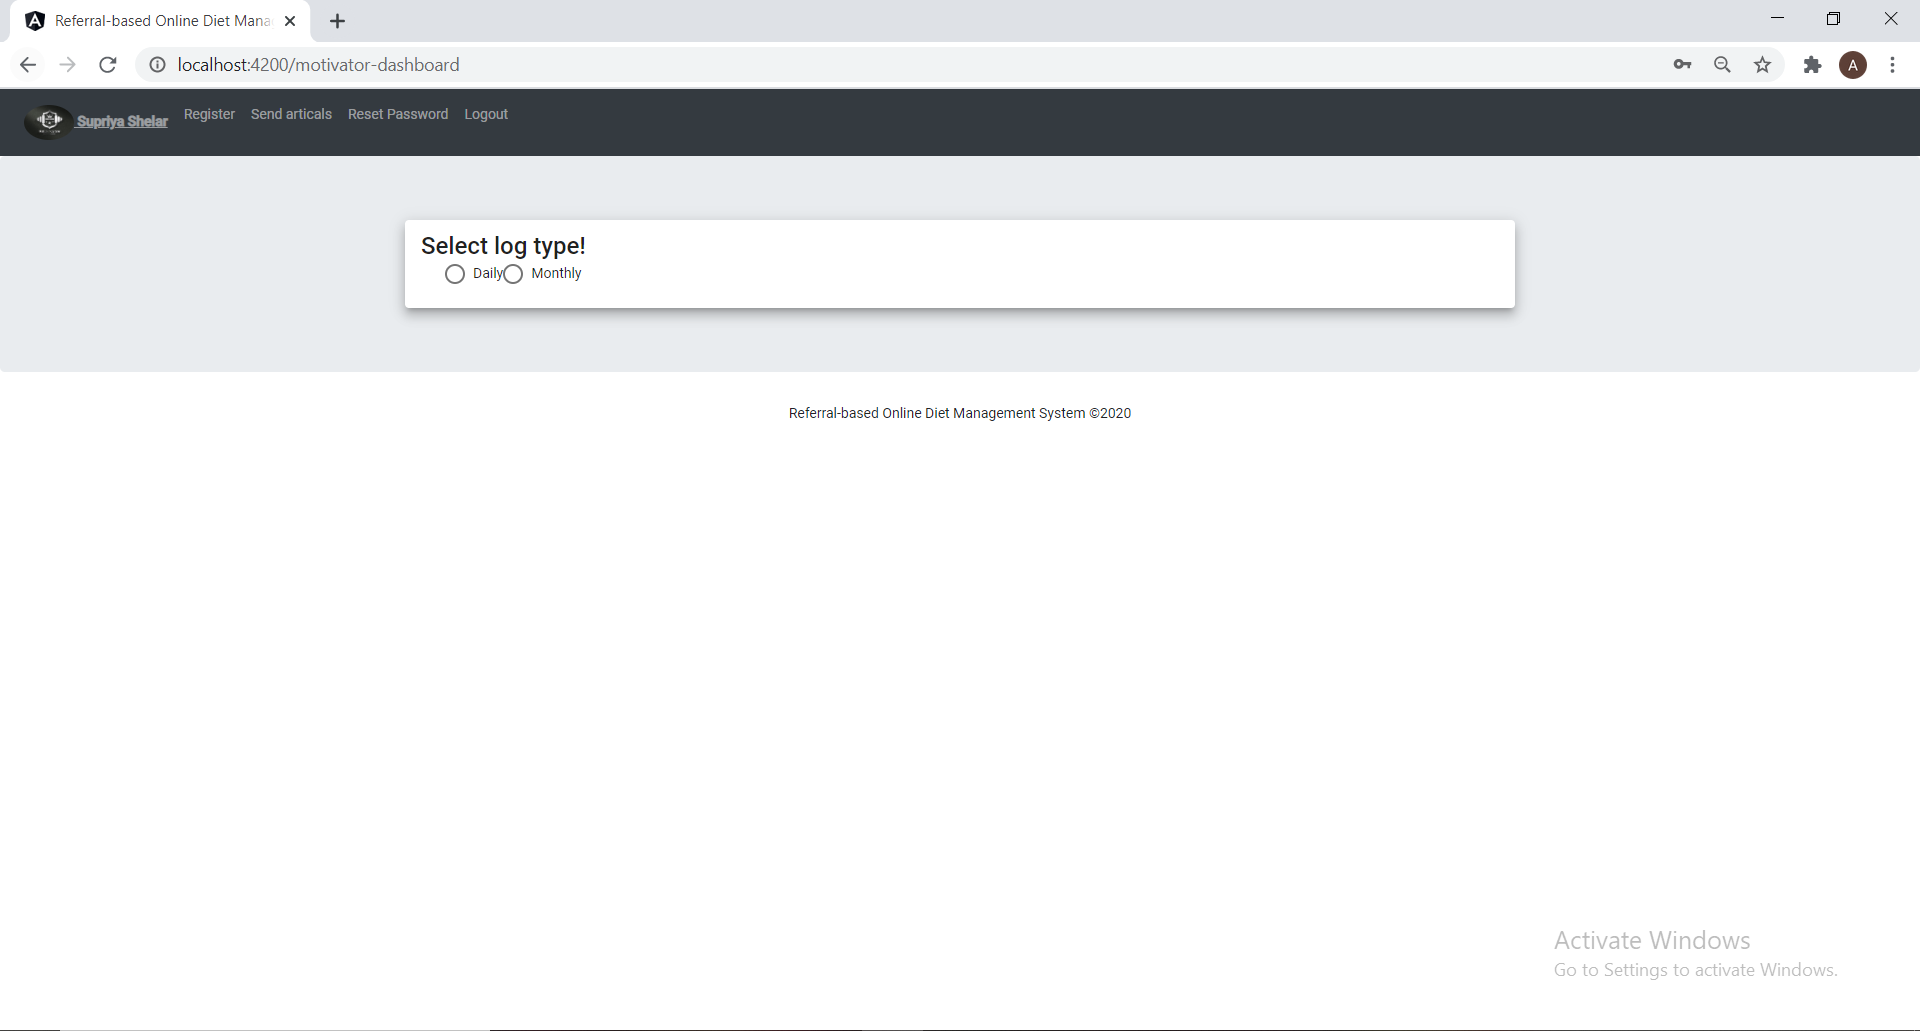 Referral-based Online Diet Mana
localhost:4200/motivator-dashboard
A
Supriya Shelar Register Send articals Reset Password Logout
Select log type!
Daily Monthly
Referral-based Online Diet Management System ©2020
Activate Windows
Go to Settings to activate Windows.